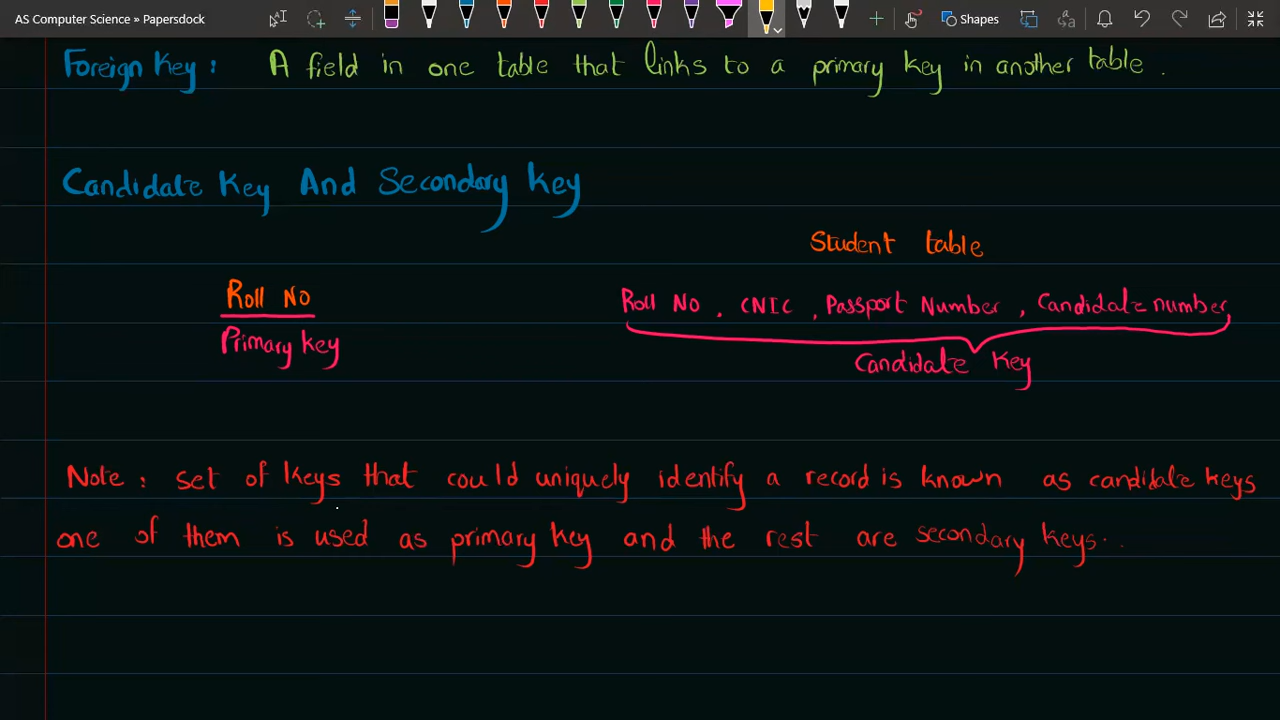 AS Computer Science » Papersdock
Shapes
Foreign Key : A field in one table that links to a primary key in another table .
Candidate Key And Secondary key
Student table
Roll No
Roll No , CNIC , Passport Number , Candidate number
Primary key
Candidate Key
Note : set of keys that could uniquely identify a record is known as candidate keys
one of them is used as primary key and the rest are secondary keys . .